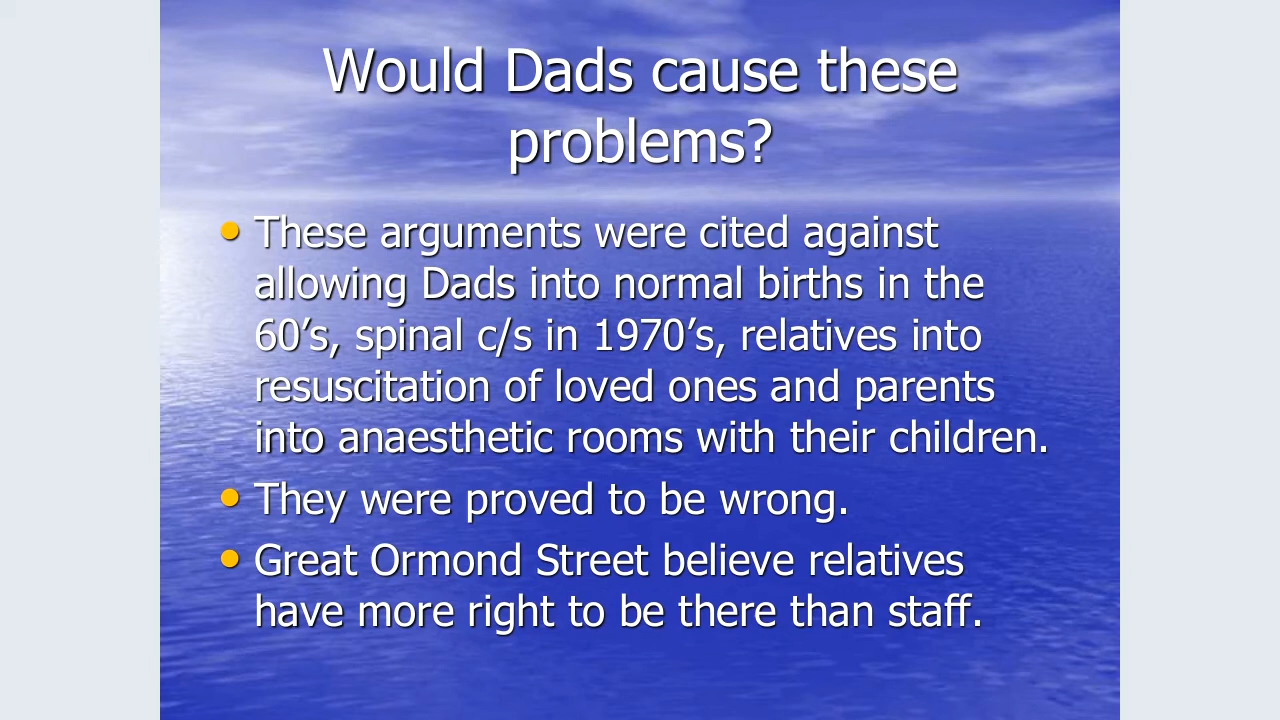 Would Dads cause these
problems?
• These arguments were cited against
allowing Dads into normal births in the
60’s, spinal c/s in 1970’s, relatives into
resuscitation of loved ones and parents
into anaesthetic rooms with their children.
• They were proved to be wrong.
• Great Ormond Street believe relatives
have more right to be there than staff.